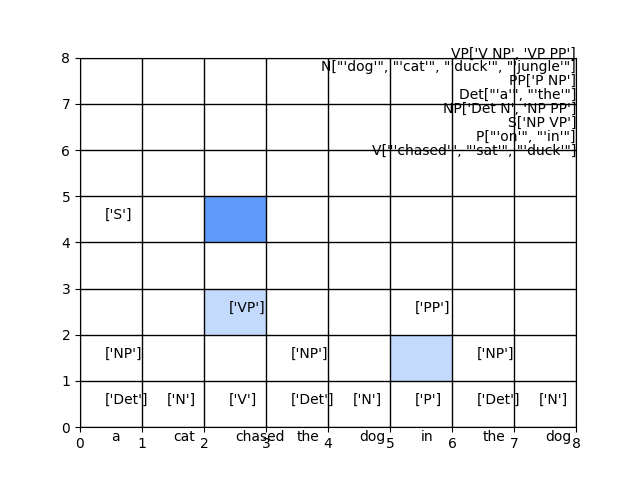 VP['V NP', 'VP PP']
N["'dog'", "'cat'", "'duck'", "'jungle'"]
PP['P NP']
Det["'a'", "'the'"]
NP['Det N', 'NP PP']
S['NP VP']
P["'on'", "'in'"]
V["'chased'", "'sat'", "'duck'"]
8
7
6
5
['S']
4
3
['VP'] ['PP']
2
['NP'] ['NP'] ['NP']
1
['Det'] ['N'] ['V'] ['Det'] ['N'] ['P'] ['Det'] ['N']
0
a cat chased the dog in the dog
0 1 2 3 4 5 6 7 8